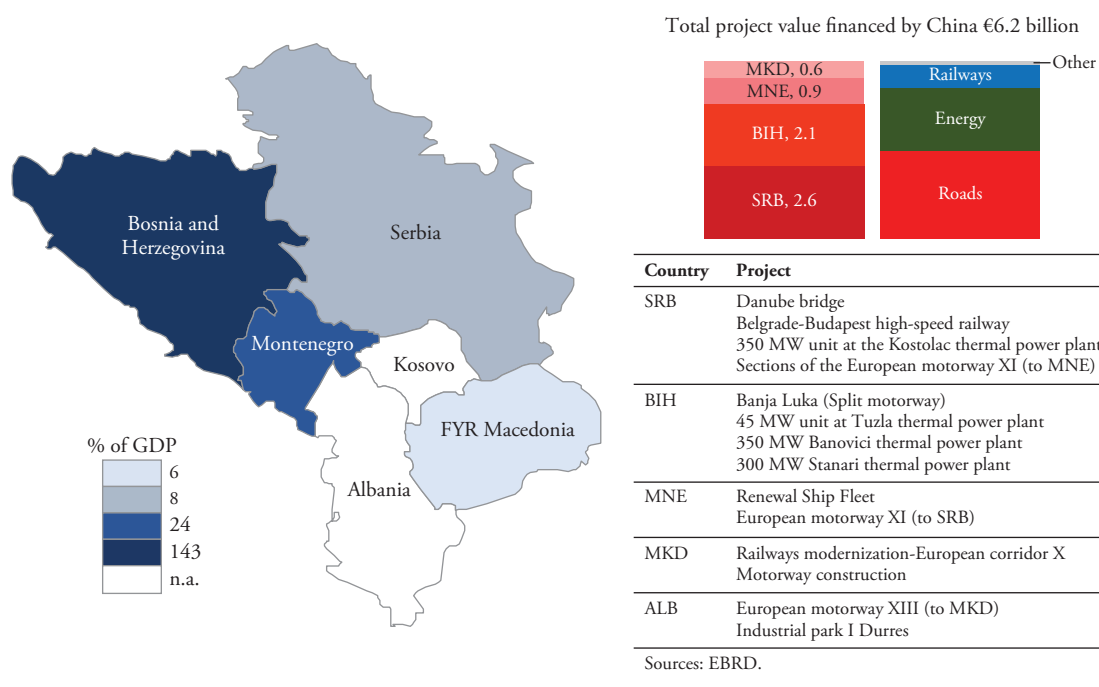 Bosnia and
Herzegovina
Serbia
Montenegro
Kosovo
FYR Macedonia
Albania
% of GDP
6
8
24
143
n.a.
Total project value financed by China €6.2 billion
MKD, 0.6
MNE, 0.9
BIH, 2.1
SRB, 2.6
Other
Railways
Energy
Roads
Country Project
SRB Danube bridge
Belgrade-Budapest high-speed railway
350 MW unit at the Kostolac thermal power plant
Sections of the European motorway XI (to MNE)
BIH Banja Luka (Split motorway)
45 MW unit at Tuzla thermal power plant
350 MW Banovici thermal power plant
300 MW Stanari thermal power plant
MNE Renewal Ship Fleet
European motorway XI (to SRB)
MKD Railways modernization-European corridor X
Motorway construction
ALB European motorway XIII (to MKD)
Industrial park I Durres
Sources: EBRD.